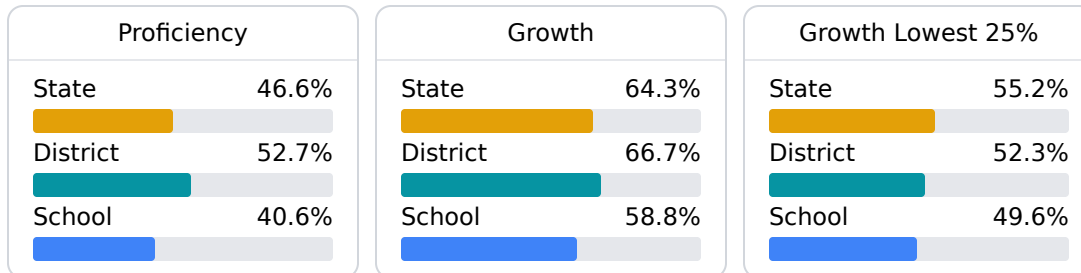 Proficiency
State 46.6%
District 52.7%
School 40.6%
Growth
State 64.3%
District 66.7%
School 58.8%
Growth Lowest 25%
State 55.2%
District 52.3%
School 49.6%